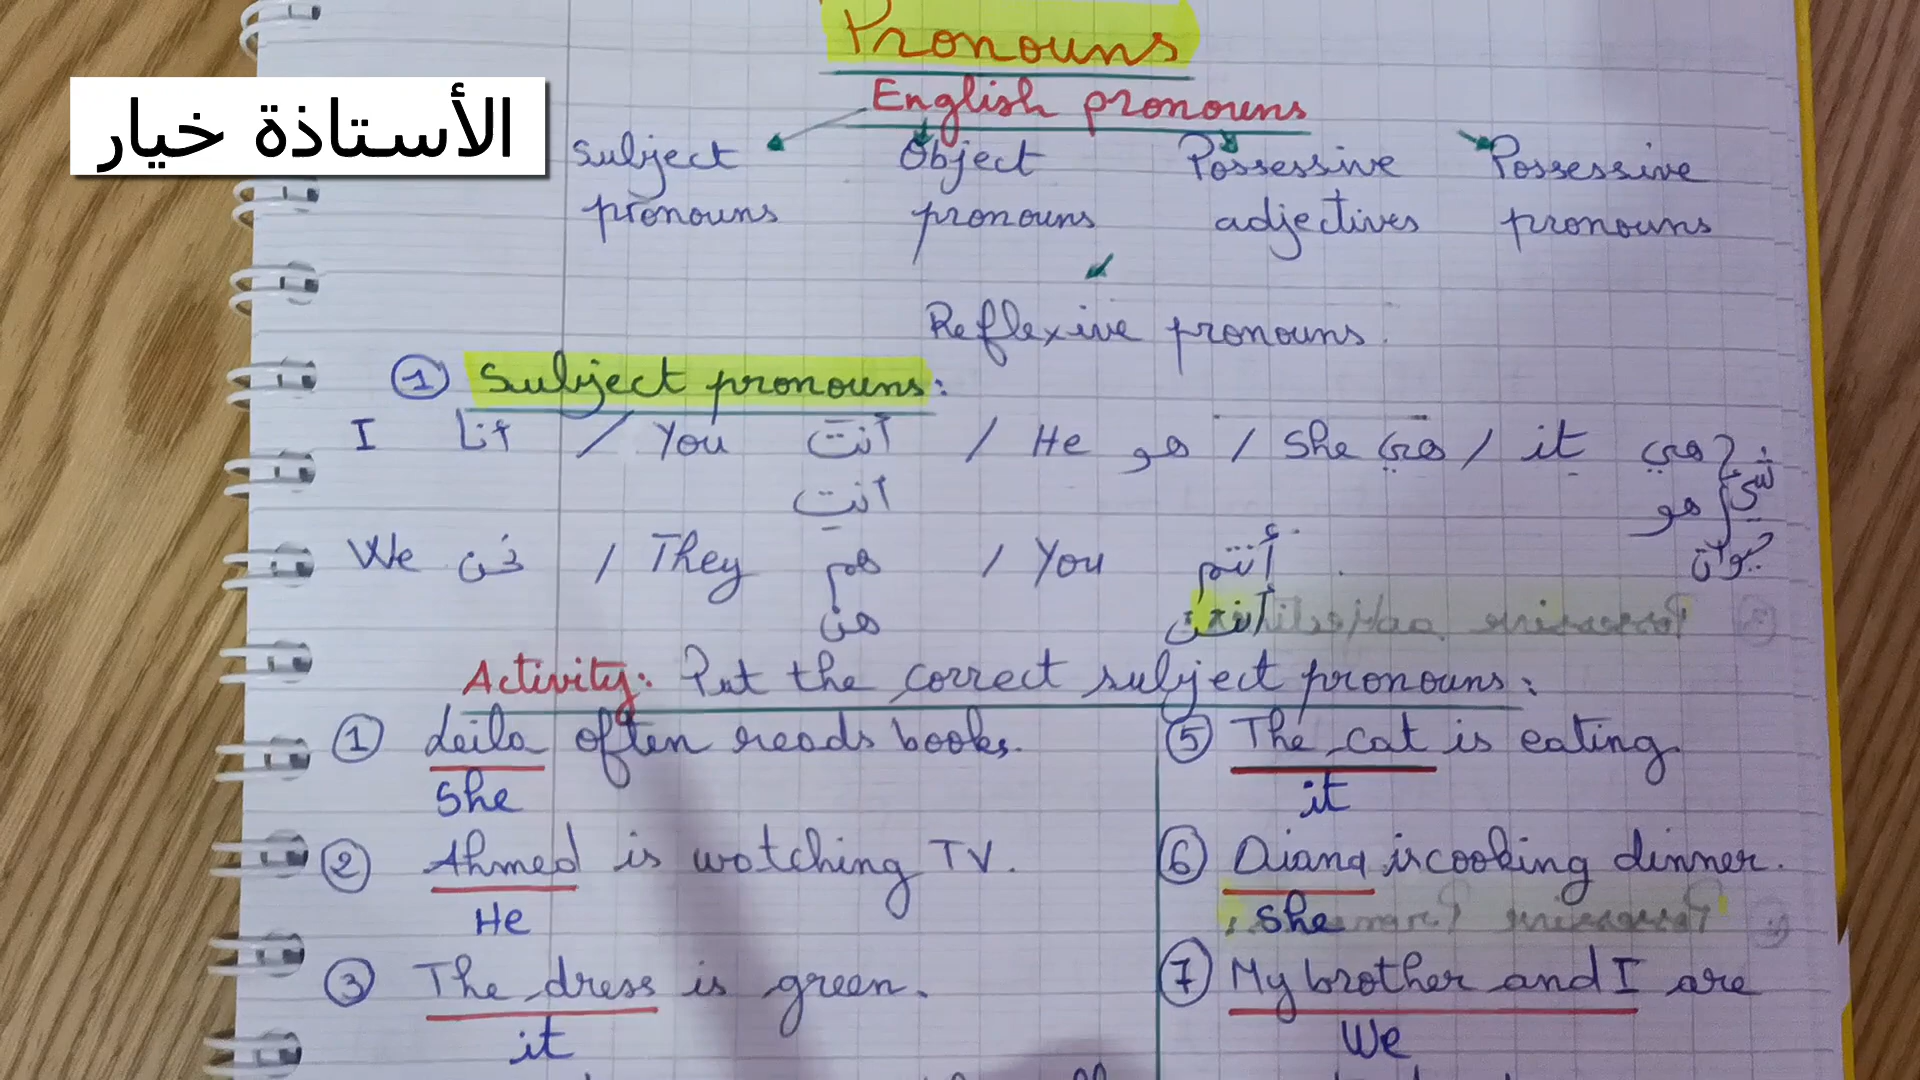 Pronouns
الأستاذة خيار
English pronouns
Subject pronouns
Object pronouns
Possessive adjectives
Possessive pronouns
Reflexive pronouns.
① Subject pronouns:
I أنا / You أنتَ / He هو / She هي / it هي شيء
أنتِ هو حيوان
We نحن / They هم / You أنتم
هن أنتن
Activity: Put the correct subject pronouns:
① Leila often reads books.
She
② Ahmed is watching TV.
He
③ The dress is green.
it
⑤ The cat is eating.
it
⑥ Diana is cooking dinner.
she
⑦ My brother and I are
We